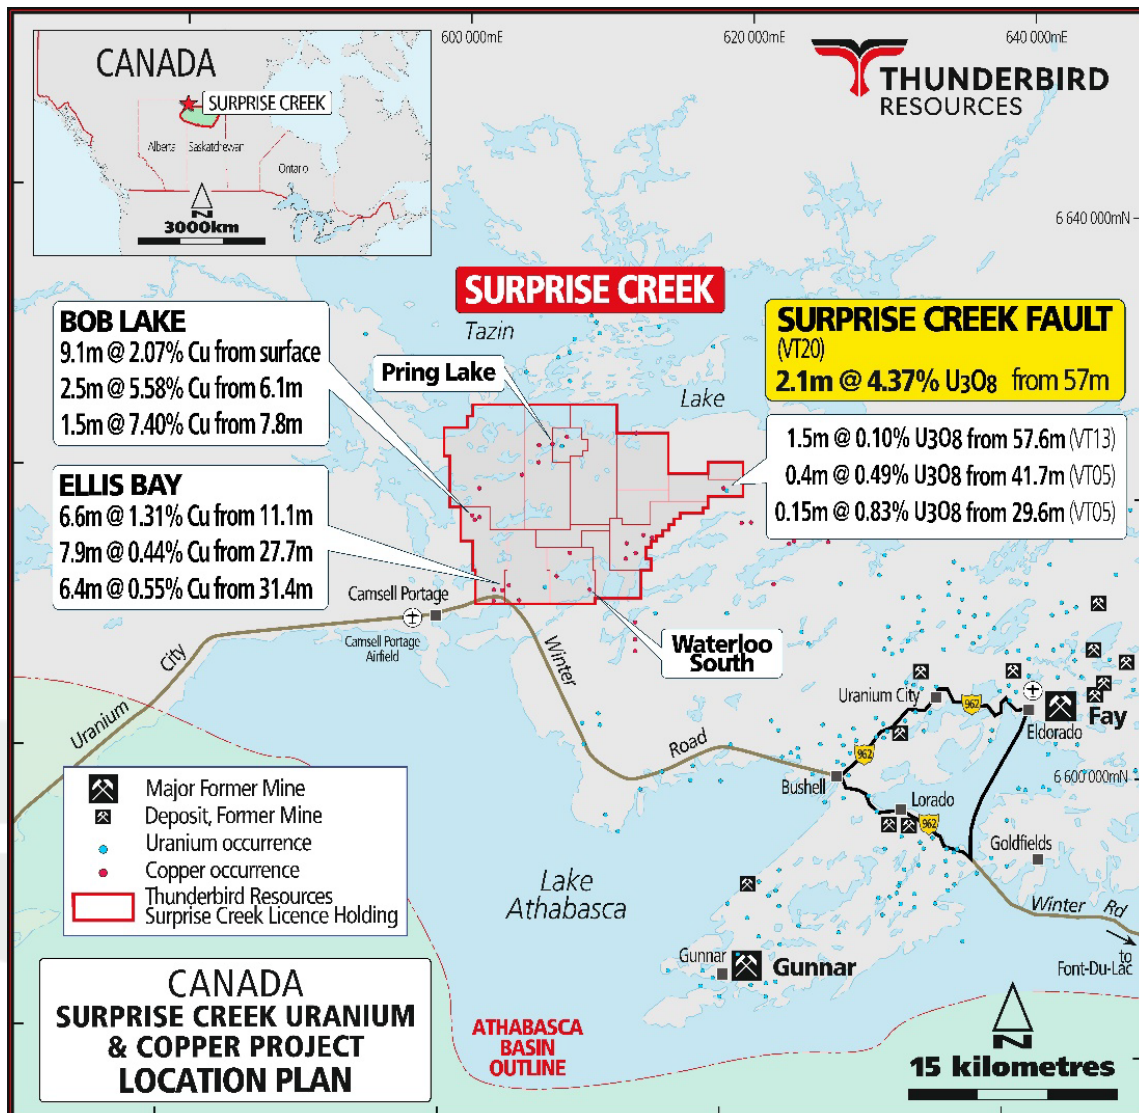 600 000mE
620 000mE
640 000mE
CANADA
SURPRISE CREEK
Alberta
Saskatchewan
Ontario
N
3000km
THUNDERBIRD
RESOURCES
6 640 000mN
SURPRISE CREEK
Tazin
Lake
BOB LAKE
9.1m @ 2.07% Cu from surface
2.5m @ 5.58% Cu from 6.1m
1.5m @ 7.40% Cu from 7.8m
Pring Lake
SURPRISE CREEK FAULT
(VT20)
2.1m @ 4.37% U3O8 from 57m
1.5m @ 0.10% U3O8 from 57.6m (VT13)
0.4m @ 0.49% U3O8 from 41.7m (VT05)
0.15m @ 0.83% U3O8 from 29.6m (VT05)
ELLIS BAY
6.6m @ 1.31% Cu from 11.1m
7.9m @ 0.44% Cu from 27.7m
6.4m @ 0.55% Cu from 31.4m
Camsell Portage
Camsell Portage
Airfield
Waterloo
South
Uranium City Winter Road
Uranium City
962
Eldorado
Fay
962
Bushell
6 600 000mN
Lorado
962
Goldfields
Winter Rd
to
Font-Du-Lac
Major Former Mine
Deposit, Former Mine
Uranium occurrence
Copper occurrence
Thunderbird Resources
Surprise Creek Licence Holding
Lake
Athabasca
Gunnar
Gunnar
CANADA
SURPRISE CREEK URANIUM
& COPPER PROJECT
LOCATION PLAN
ATHABASCA
BASIN
OUTLINE
N
15 kilometres